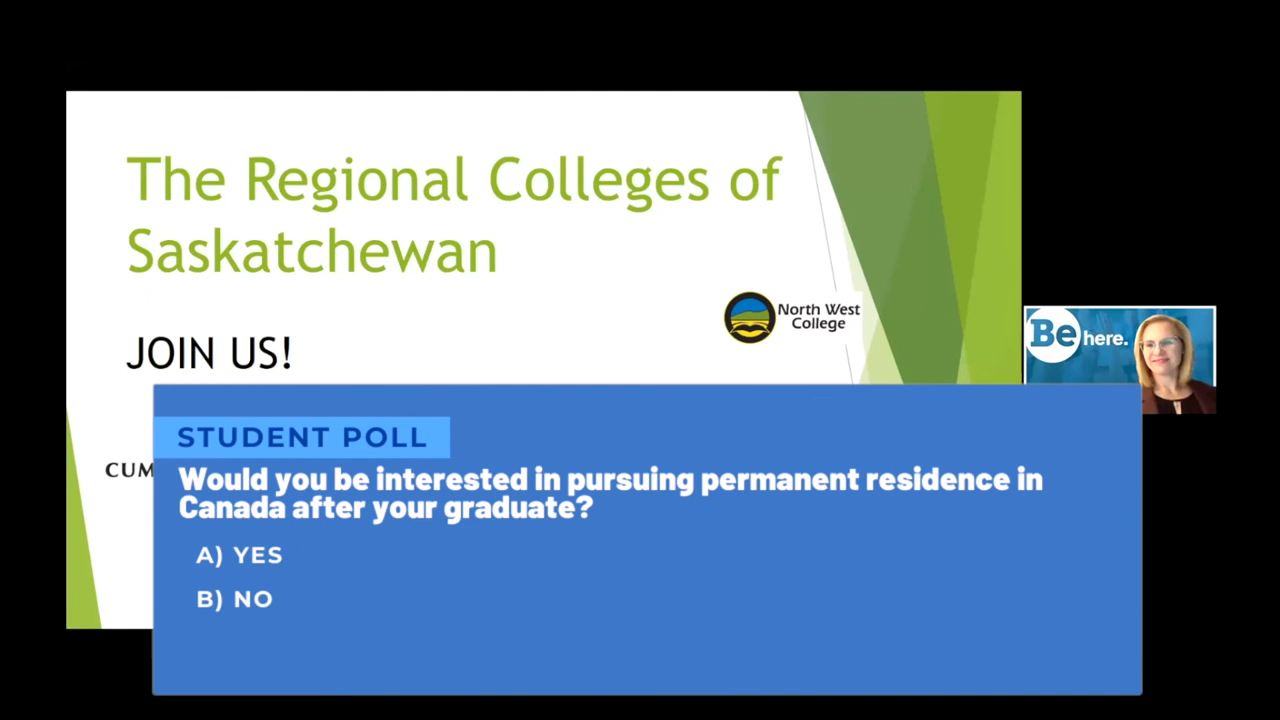 The Regional Colleges of
Saskatchewan
North West
College
JOIN US!
Be here.
STUDENT POLL
CUM
Would you be interested in pursuing permanent residence in
Canada after your graduate?
A) YES
B) NO